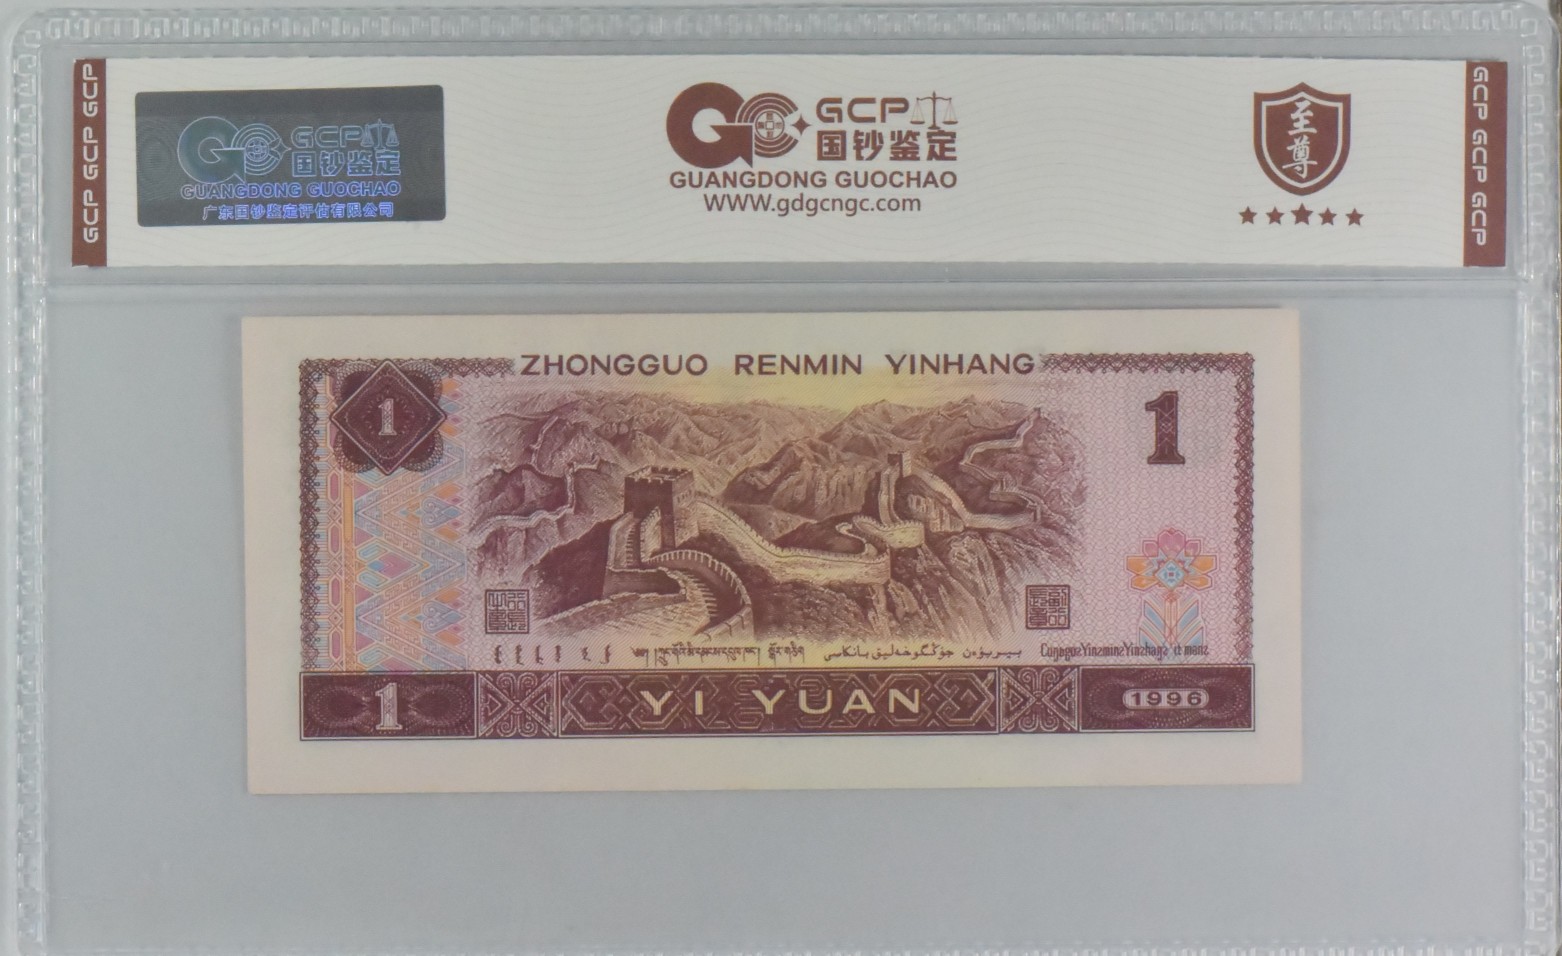 GCP GCP GCP
GCP
国钞鉴定
GUANGDONG GUOCHAO
广东国钞鉴定评估有限公司
GCP
国钞鉴定
GUANGDONG GUOCHAO
WWW.gdgcngc.com
至尊
GCP GCP GCP
ZHONGGUO RENMIN YINHANG
1
1
1
YI YUAN
1996